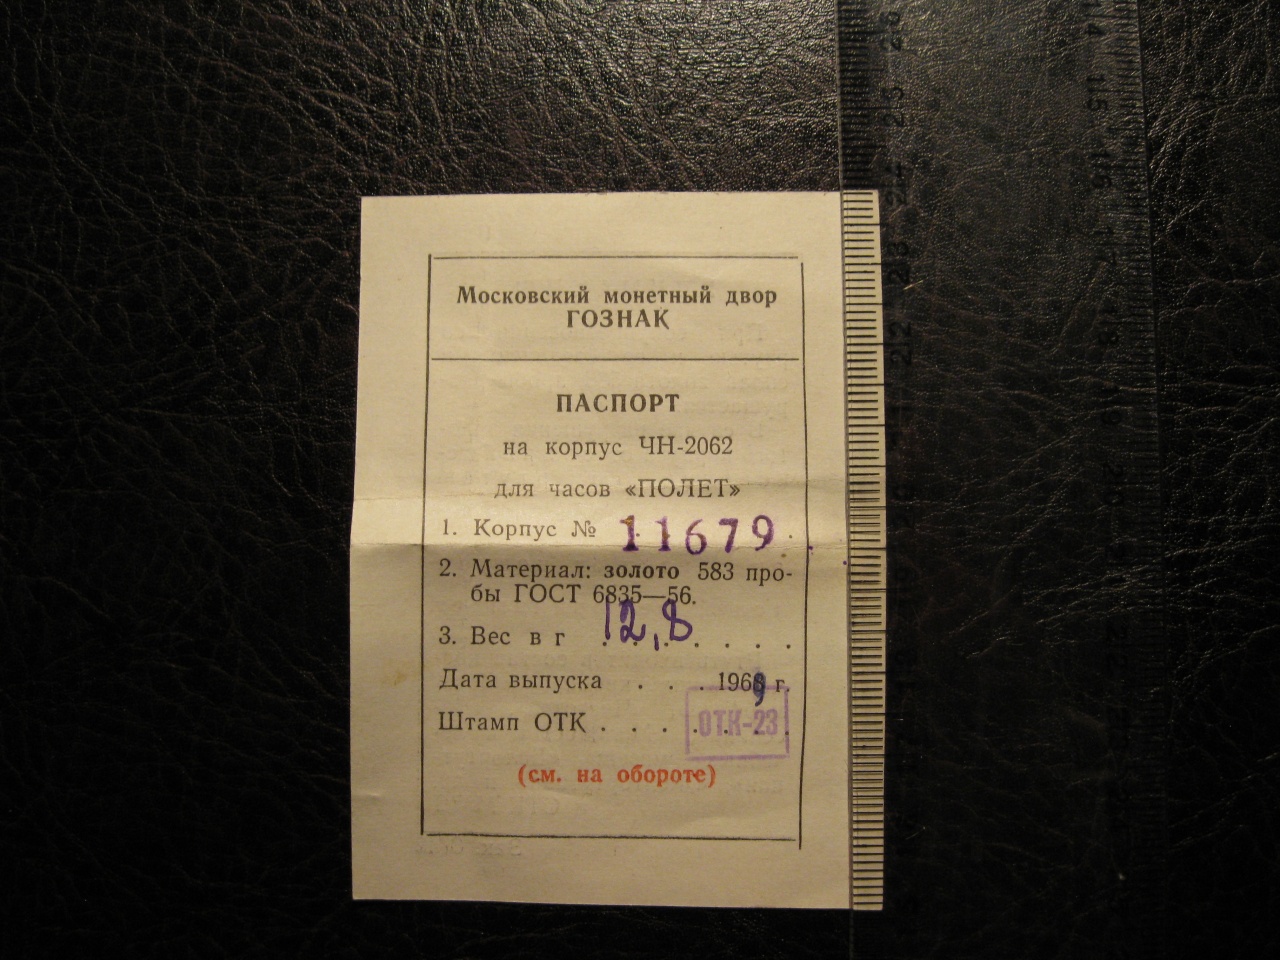 Московский монетный двор
ГОЗНАК
ПАСПОРТ
на корпус ЧН-2062
для часов «ПОЛЕТ»
1. Корпус № 11679.
2. Материал: золото 583 про-
бы ГОСТ 6835—56.
3. Вес в г 12,8 . . . . . . .
Дата выпуска . . . 1969 г.
Штамп ОТК . . . . . . .
ОТК-23
(см. на обороте)